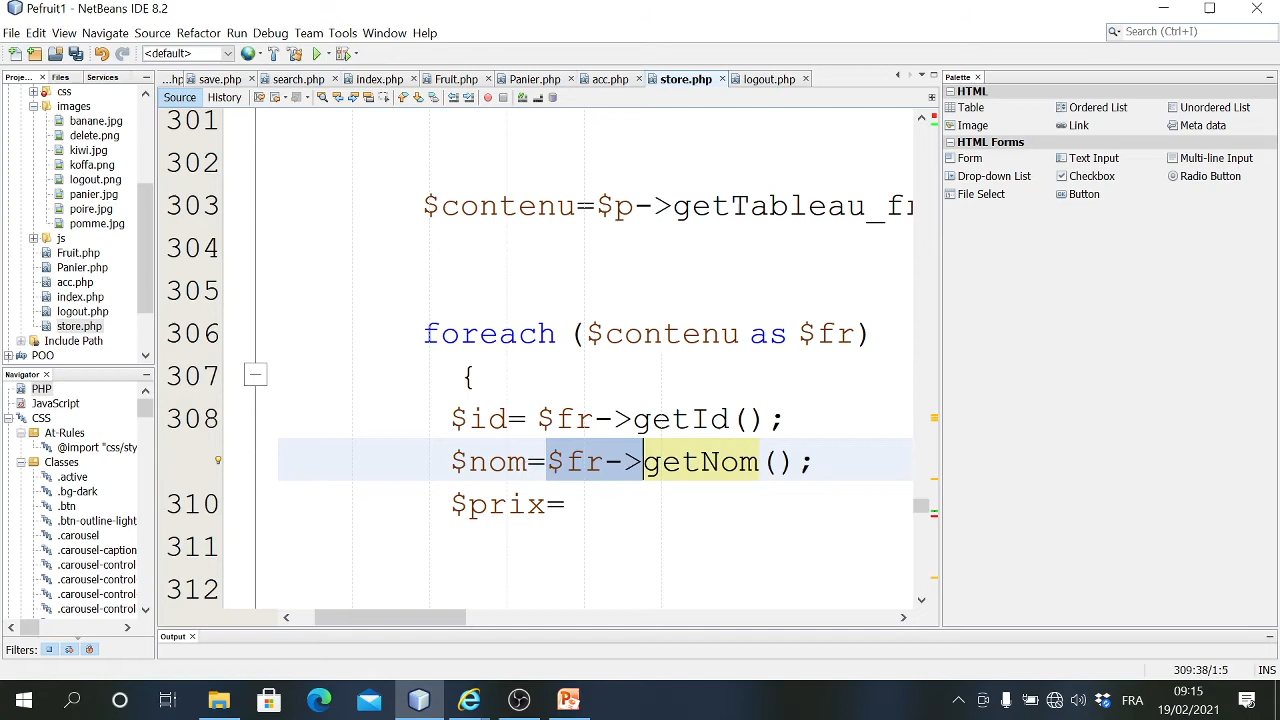 Pefruit1 - NetBeans IDE 8.2
File Edit View Navigate Source Refactor Run Debug Team Tools Window Help
Search (Ctrl+I)
<default>
Proje... Files Services
...hp save.php search.php index.php Fruit.php Panier.php acc.php store.php logout.php
Palette
Source History
css
images
banane.jpg
delete.png
kiwi.jpg
koffa.png
logout.png
panier.jpg
poire.jpg
pomme.jpg
js
Fruit.php
Panier.php
acc.php
index.php
logout.php
store.php
Include Path
POO
Navigator
PHP
JavaScript
CSS
At-Rules
@import "css/sty
Classes
.active
.bg-dark
.btn
.btn-outline-light
.carousel
.carousel-caption
.carousel-control
.carousel-control
.carousel-control
.carousel-control
Filters:
301
302
303 $contenu=$p->getTableau_fr
304
305
306 foreach ($contenu as $fr)
307 {
308 $id= $fr->getId();
$nom=$fr->getNom();
310 $prix=
311
312
HTML
Table Ordered List Unordered List
Image Link Meta data
HTML Forms
Form Text Input Multi-line Input
Drop-down List Checkbox Radio Button
File Select Button
Output
309:38/1:5 INS
FRA
09:15
19/02/2021